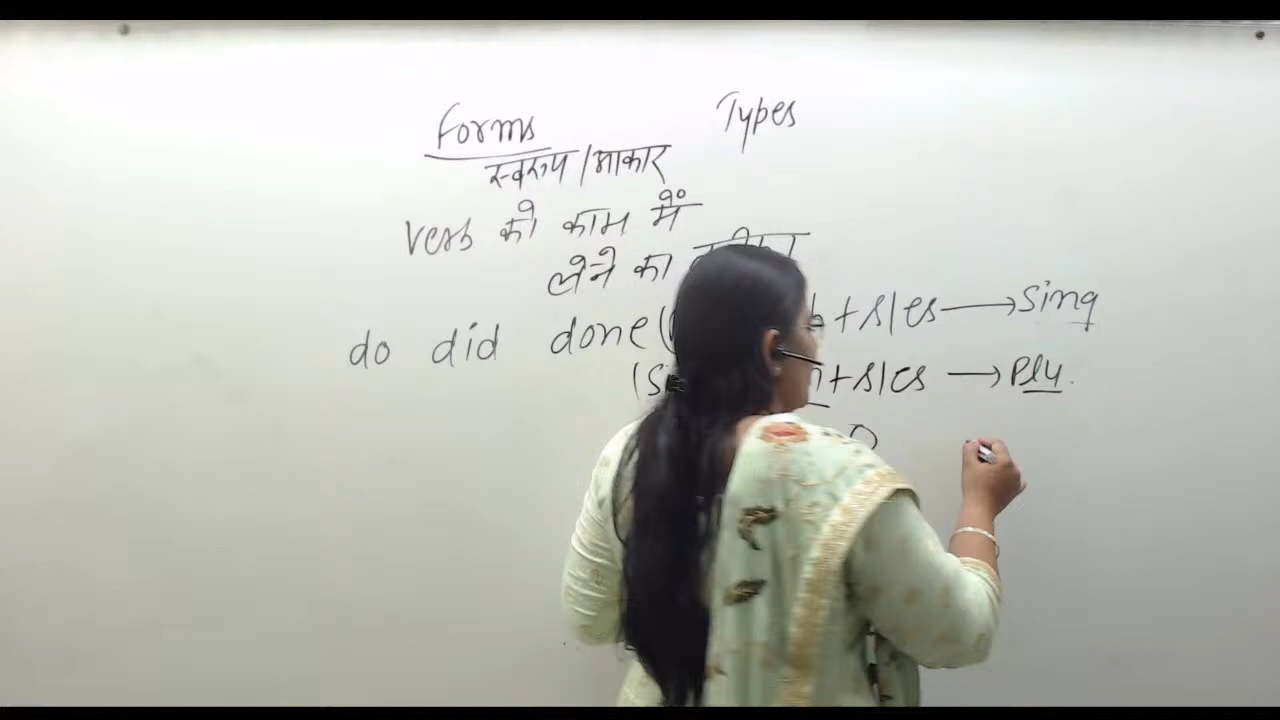 Forms Types
स्वरूप/आकार
Verb को काम में
लेने का
do did done ( + s/es → Sing
+ s/es → Plu.